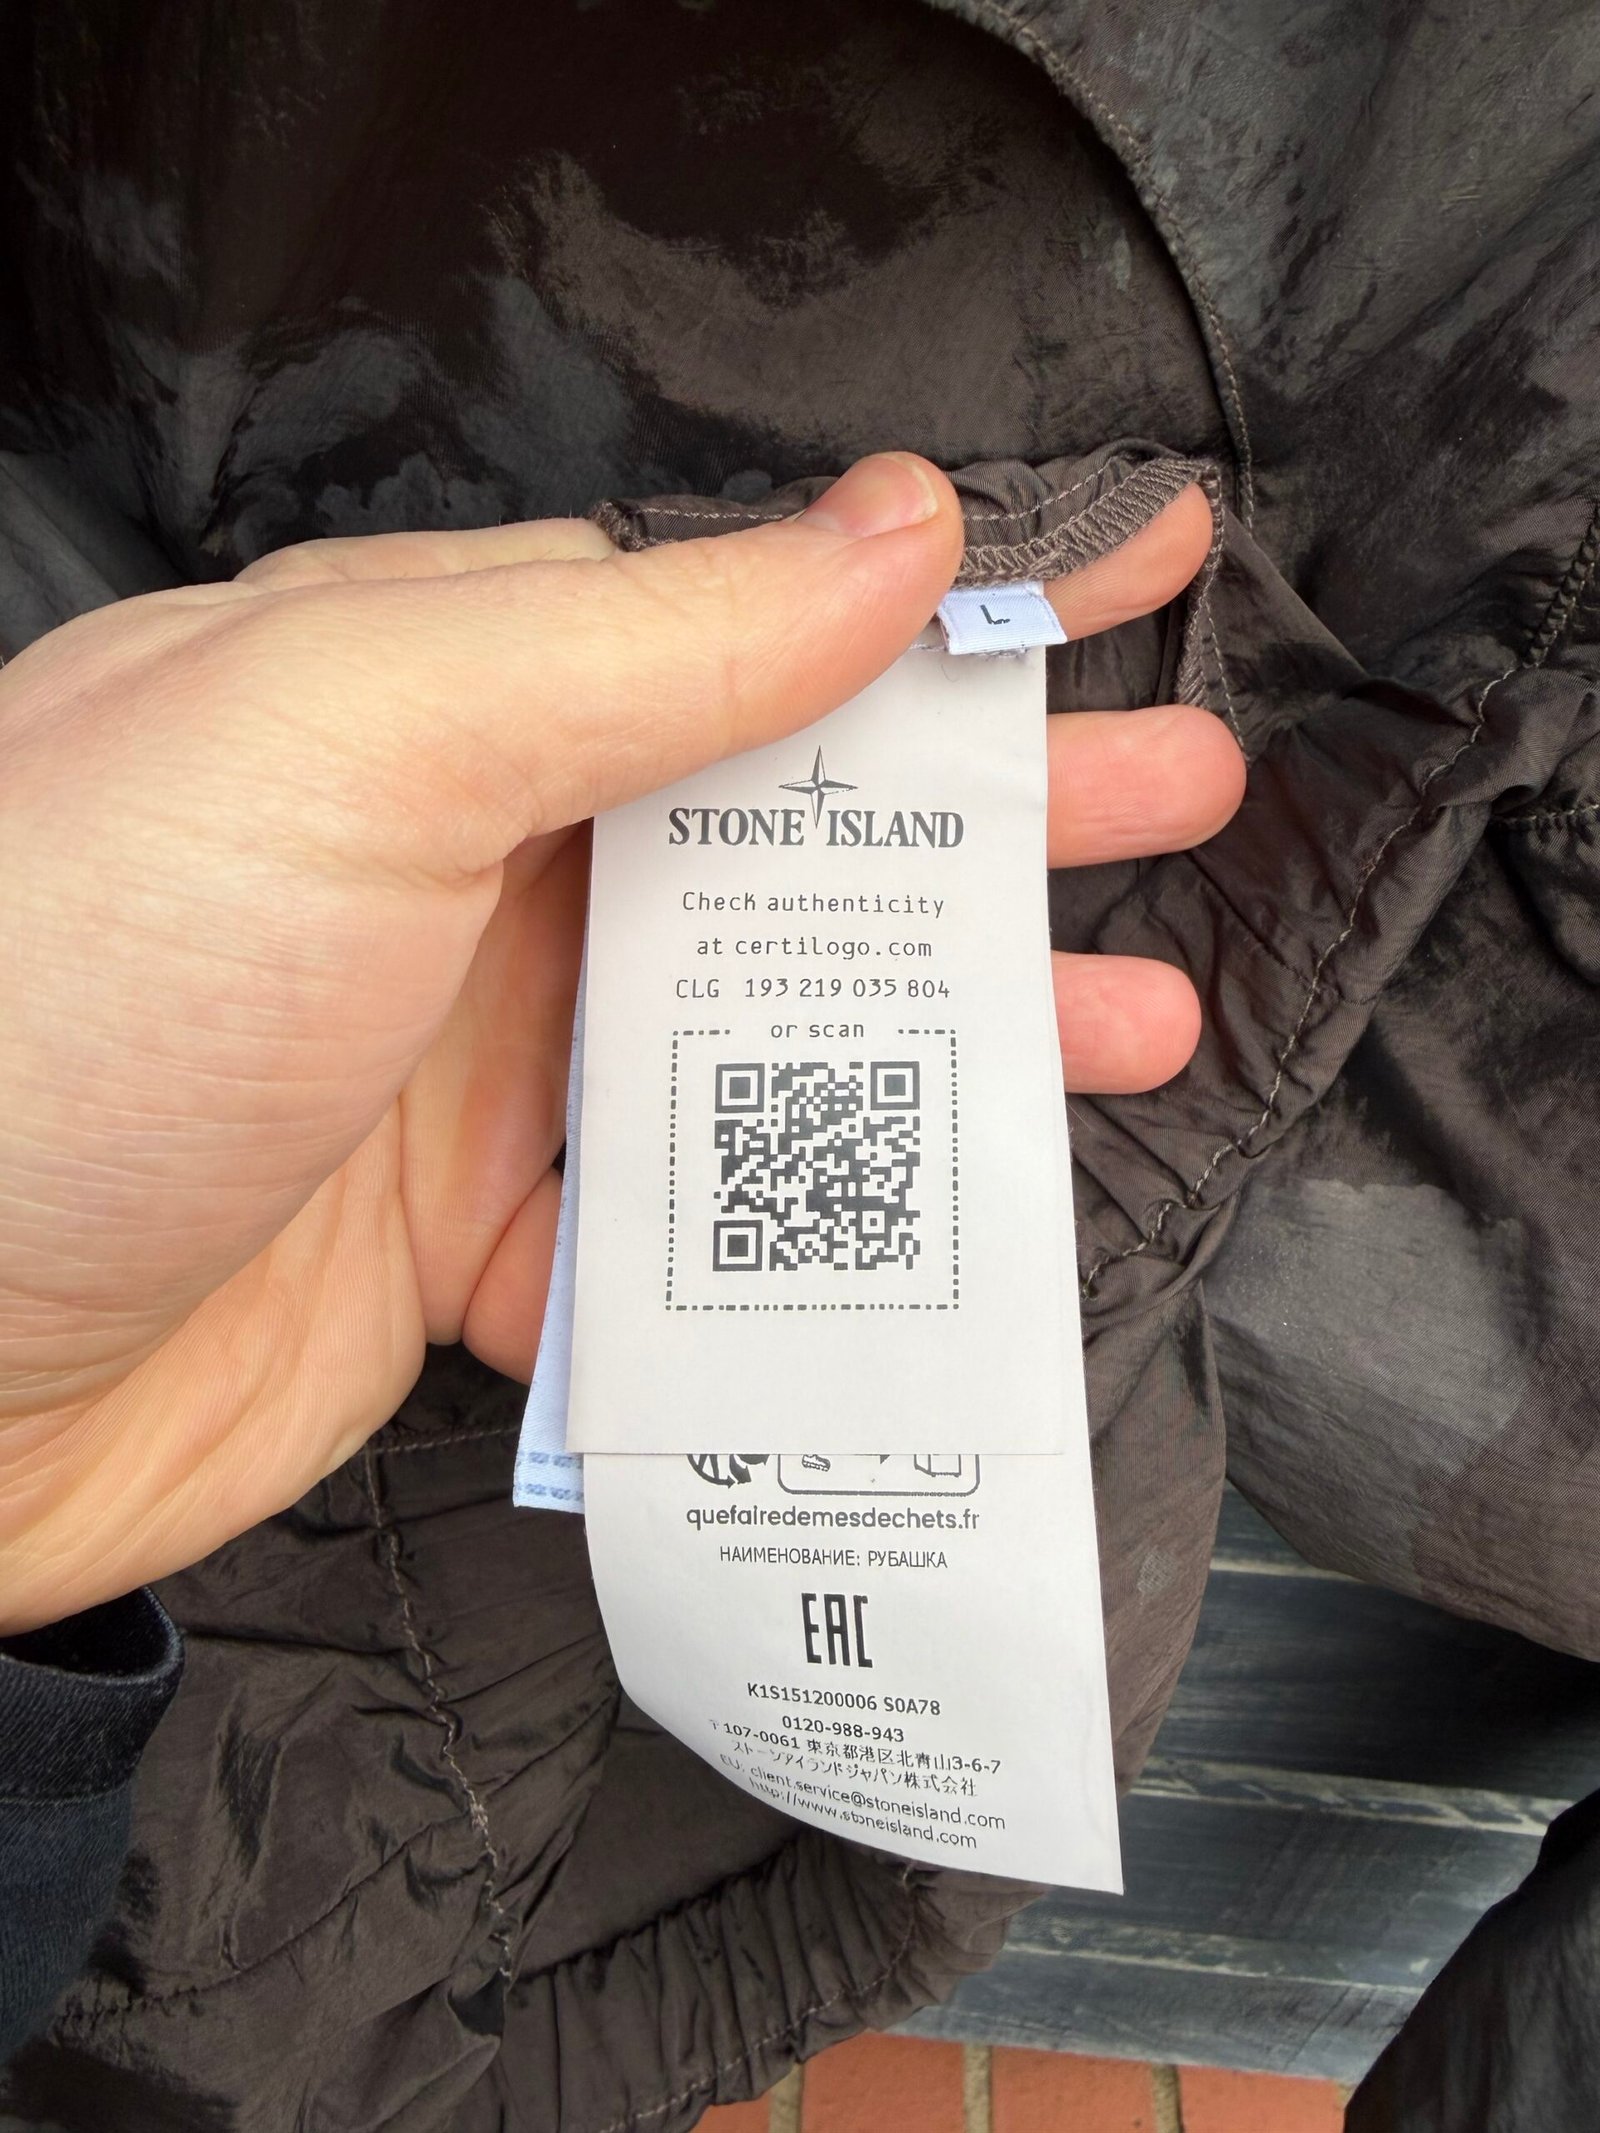 L
STONE ISLAND
Check authenticity
at certilogo.com
CLG 193 219 035 804
or scan
quefairedemesdechets.fr
НАИМЕНОВАНИЕ: РУБАШКА
EAC
K1S151200006 S0A78
0120-988-943
〒107-0061 東京都港区北青山3-6-7
ストーンアイランドジャパン株式会社
EU: client.service@stoneisland.com
http://www.stoneisland.com